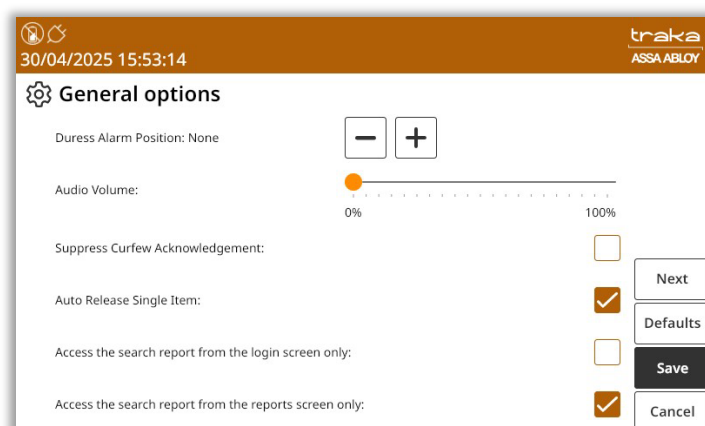 traka
30/04/2025 15:53:14
ASSA ABLOY
General options
Duress Alarm Position: None
Audio Volume:
0%
100%
Suppress Curfew Acknowledgement:
Auto Release Single Item:
Access the search report from the login screen only:
Access the search report from the reports screen only:
Next
Defaults
Save
Cancel